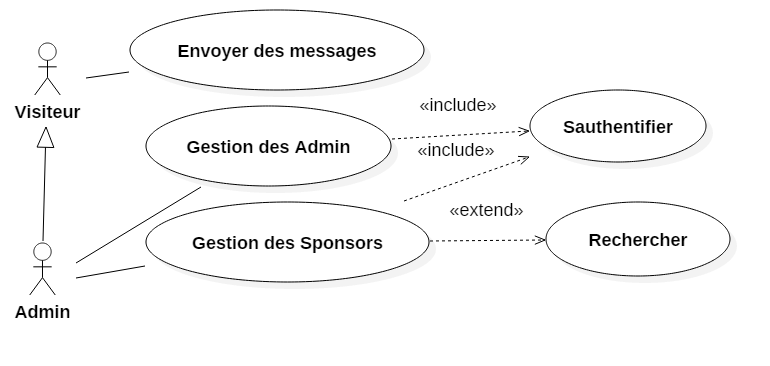 Envoyer des messages
Visiteur
«include»
Sauthentifier
Gestion des Admin
«include»
«extend»
Gestion des Sponsors
Rechercher
Admin